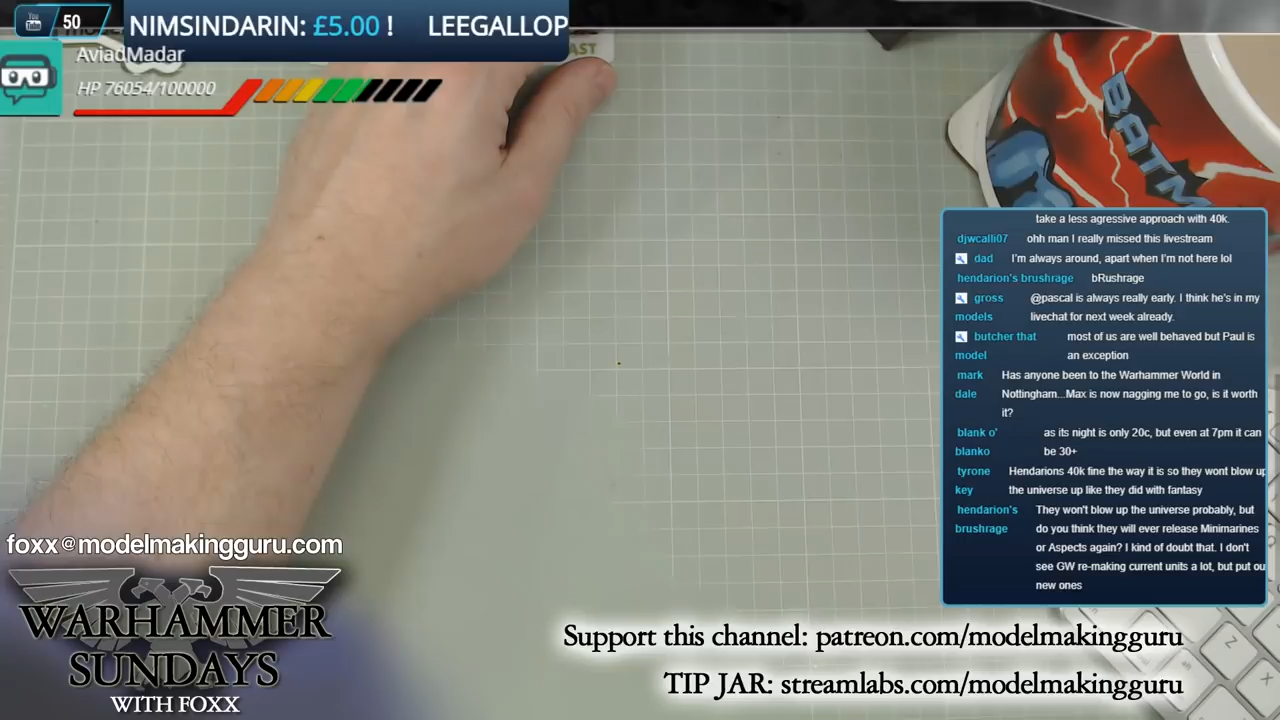 50
NIMSINDARIN: £5.00 !
LEEGALLOP
AST
AviadMadar
HP 76054/100000
BATM
take a less agressive approach with 40k.
djwcalli07 ohh man I really missed this livestream
dad I'm always around, apart when I'm not here lol
hendarion's brushrage bRushrage
gross @pascal is always really early. I think he's in my
models livechat for next week already.
butcher that most of us are well behaved but Paul is
model an exception
mark Has anyone been to the Warhammer World in
dale Nottingham...Max is now nagging me to go, is it worth
it?
blank o' as its night is only 20c, but even at 7pm it can
blanko be 30+
tyrone Hendarions 40k fine the way it is so they wont blow up
key the universe up like they did with fantasy
hendarion's They won't blow up the universe probably, but
brushrage do you think they will ever release Minimarines
or Aspects again? I kind of doubt that. I don't
see GW re-making current units a lot, but put ou
new ones
foxx@modelmakingguru.com
WARHAMMER
SUNDAYS
WITH FOXX
Support this channel: patreon.com/modelmakingguru
TIP JAR: streamlabs.com/modelmakingguru
Z
X